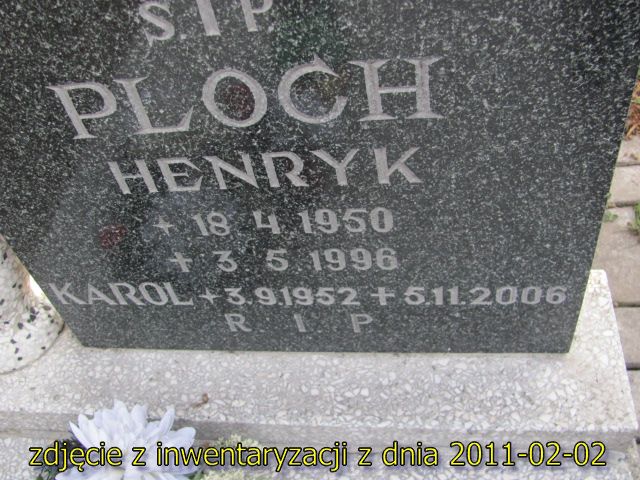 Ś.†P.
PLOCH
HENRYK
+ 18.4.1950
+ 3.5.1996
KAROL + 3.9.1952 + 5.11.2006
R. I. P
zdjęcie z inwentaryzacji z dnia 2011-02-02